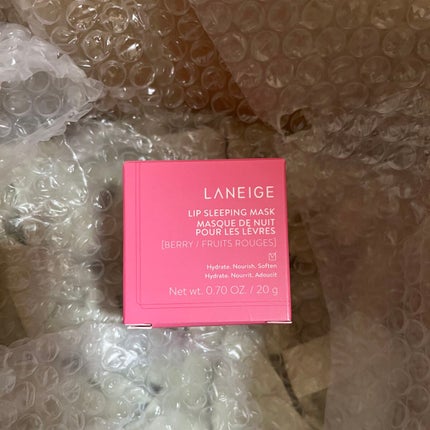 LANEIGE
LIP SLEEPING MASK
MASQUE DE NUIT
POUR LES LÈVRES
[BERRY / FRUITS ROUGES]
Hydrate. Nourish. Soften
Hydrate. Nourrit. Adoucit
Net wt. 0.70 OZ. / 20 g